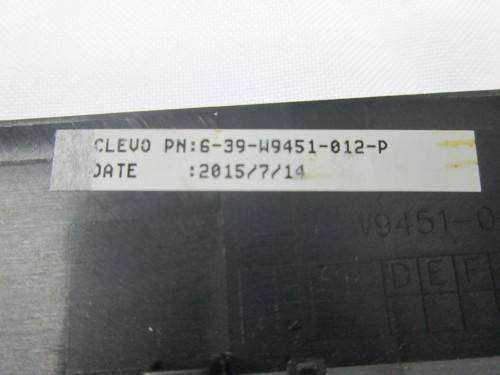 CLEVO PN:6-39-W9451-012-P
DATE :2015/7/14
W9451-0
D E F